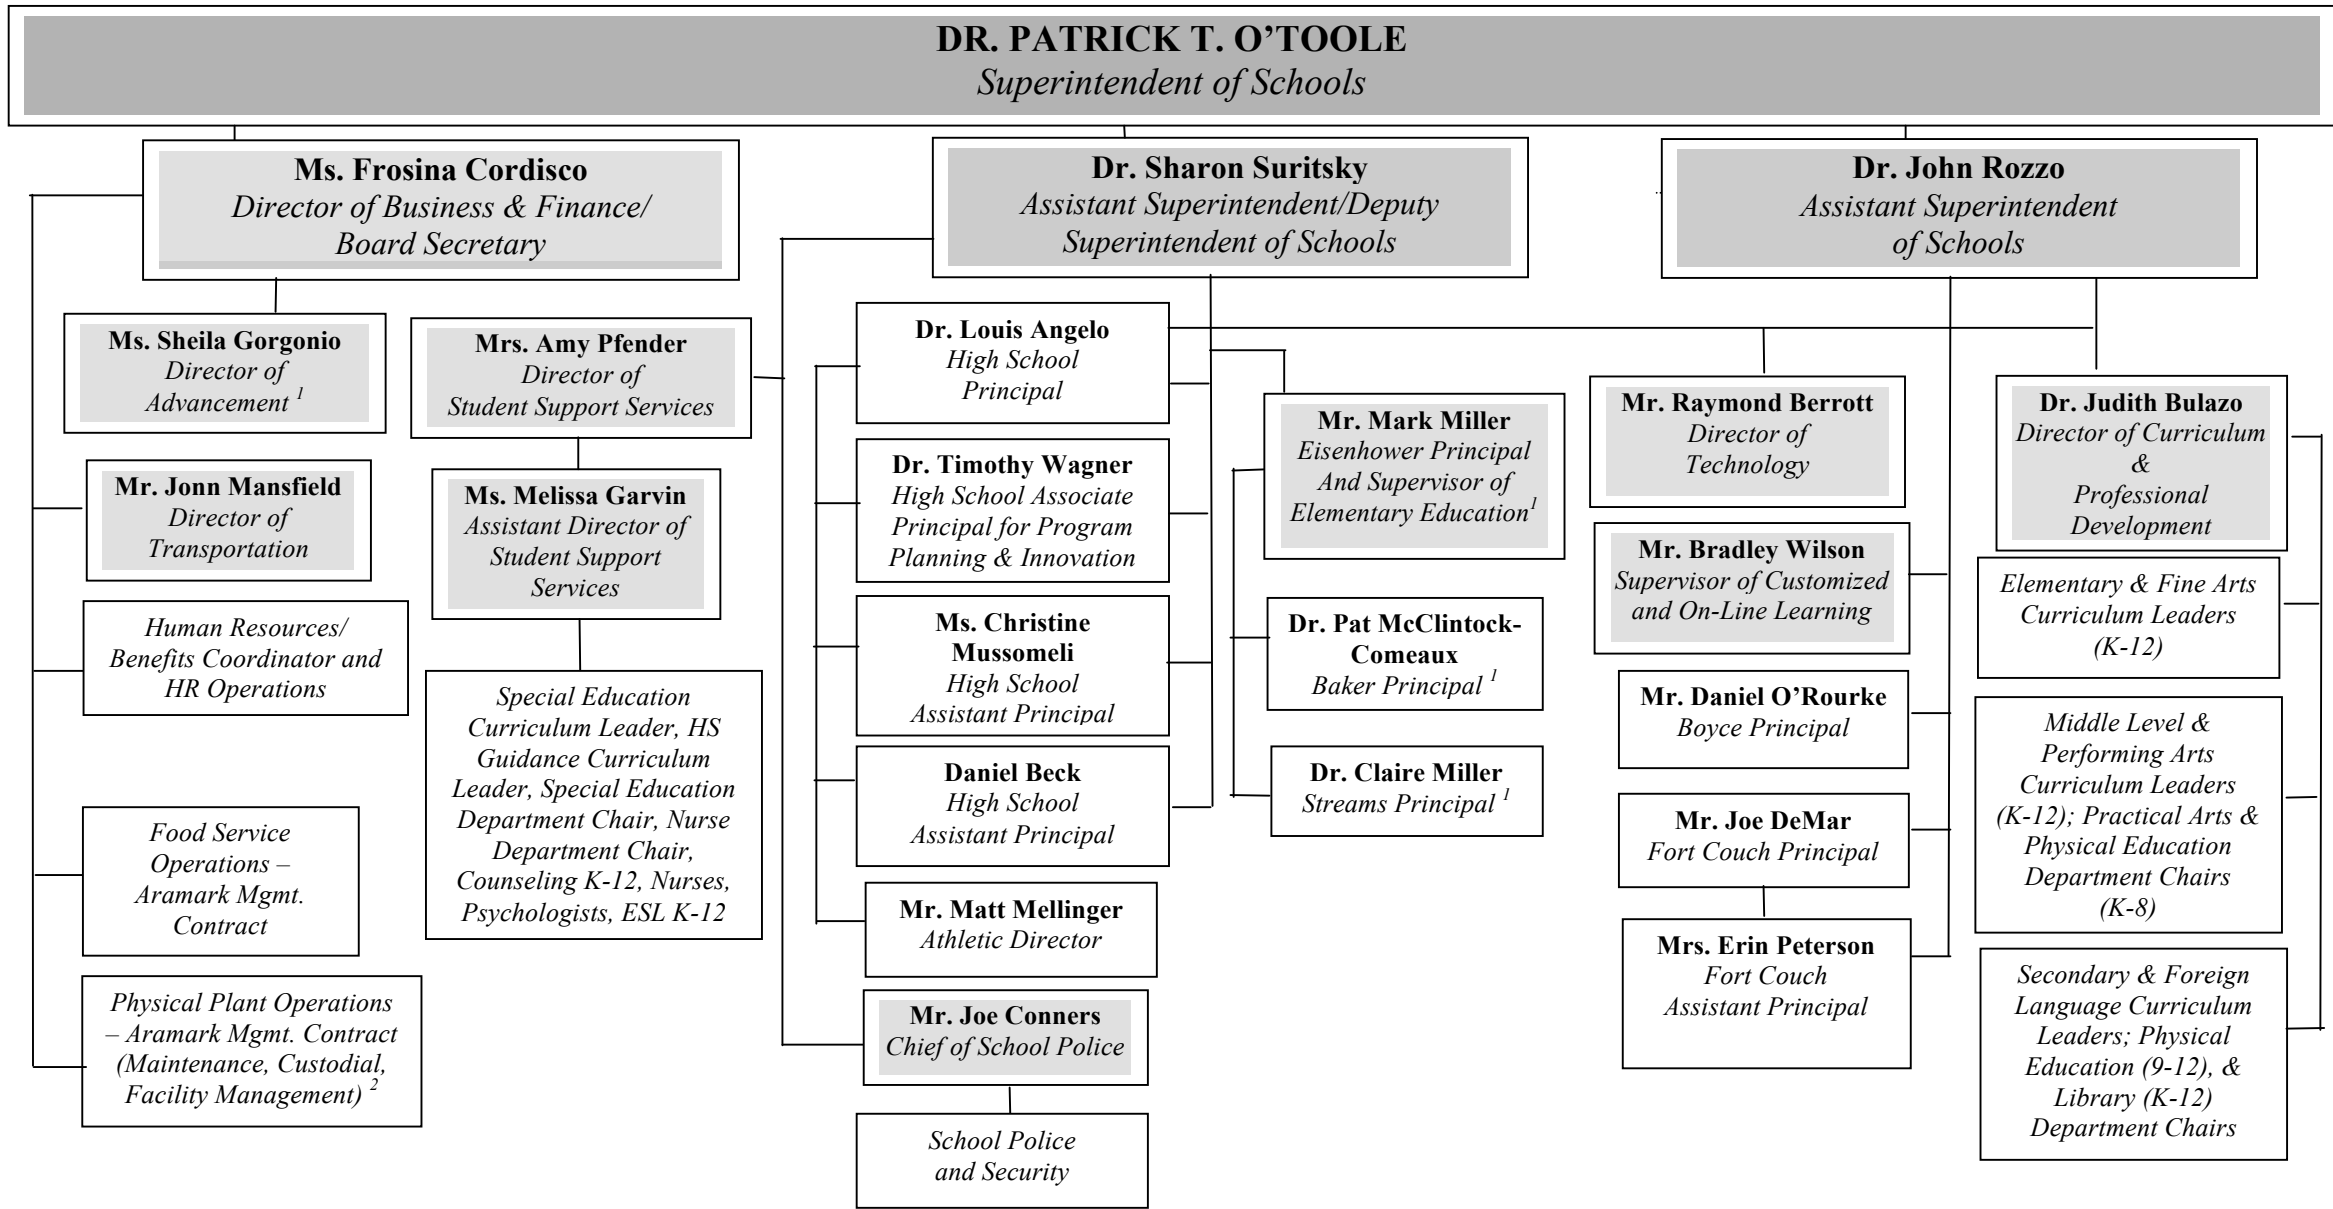 DR. PATRICK T. O’TOOLE
Superintendent of Schools
Ms. Frosina Cordisco
Director of Business & Finance/
Board Secretary
Ms. Sheila Gorgonio
Director of
Advancement 1
Mr. Jonn Mansfield
Director of
Transportation
Human Resources/
Benefits Coordinator and
HR Operations
Food Service
Operations –
Aramark Mgmt.
Contract
Physical Plant Operations
– Aramark Mgmt. Contract
(Maintenance, Custodial,
Facility Management) 2
Dr. Sharon Suritsky
Assistant Superintendent/Deputy
Superintendent of Schools
Mrs. Amy Pfender
Director of
Student Support Services
Ms. Melissa Garvin
Assistant Director of
Student Support
Services
Special Education
Curriculum Leader, HS
Guidance Curriculum
Leader, Special Education
Department Chair, Nurse
Department Chair,
Counseling K-12, Nurses,
Psychologists, ESL K-12
Dr. Louis Angelo
High School
Principal
Dr. Timothy Wagner
High School Associate
Principal for Program
Planning & Innovation
Ms. Christine
Mussomeli
High School
Assistant Principal
Daniel Beck
High School
Assistant Principal
Mr. Matt Mellinger
Athletic Director
Mr. Joe Conners
Chief of School Police
School Police
and Security
Mr. Mark Miller
Eisenhower Principal
And Supervisor of
Elementary Education1
Dr. Pat McClintock-
Comeaux
Baker Principal 1
Dr. Claire Miller
Streams Principal 1
Dr. John Rozzo
Assistant Superintendent
of Schools
Mr. Raymond Berrott
Director of
Technology
Mr. Bradley Wilson
Supervisor of Customized
and On-Line Learning
Mr. Daniel O’Rourke
Boyce Principal
Mr. Joe DeMar
Fort Couch Principal
Mrs. Erin Peterson
Fort Couch
Assistant Principal
Dr. Judith Bulazo
Director of Curriculum
&
Professional
Development
Elementary & Fine Arts
Curriculum Leaders
(K-12)
Middle Level &
Performing Arts
Curriculum Leaders
(K-12); Practical Arts &
Physical Education
Department Chairs
(K-8)
Secondary & Foreign
Language Curriculum
Leaders; Physical
Education (9-12), &
Library (K-12)
Department Chairs